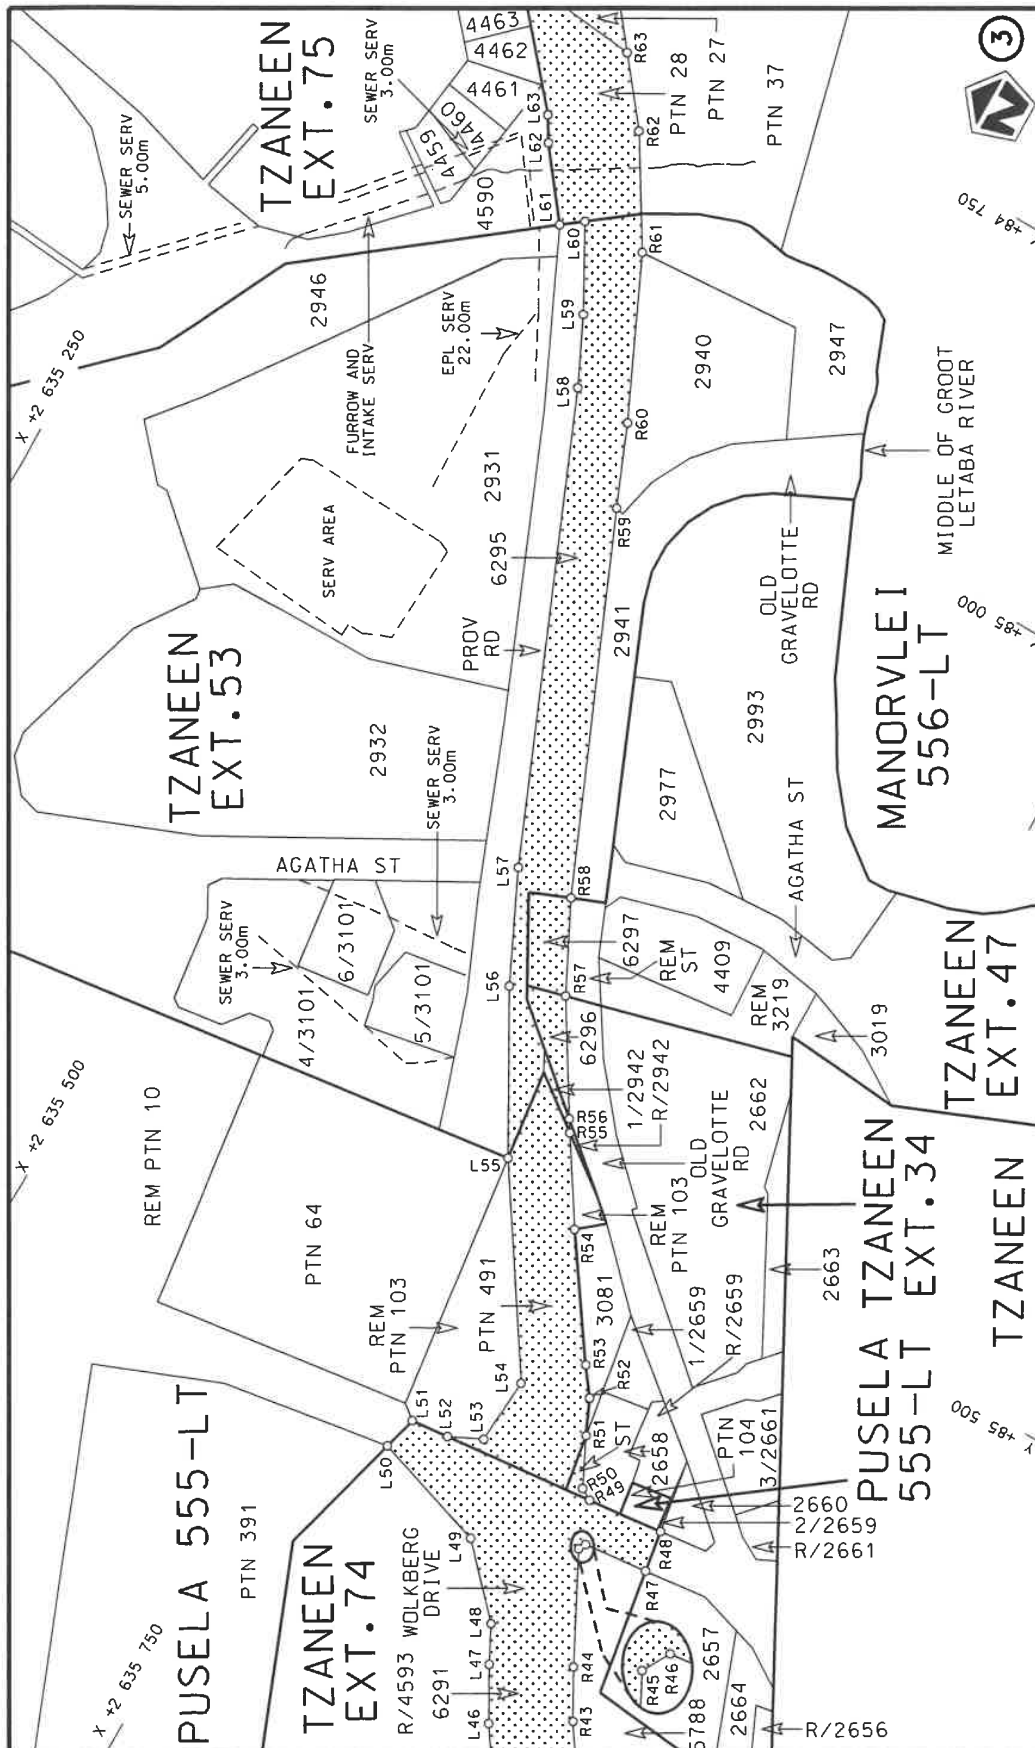 3
TZANEEN
EXT.75
SEWER SERV
5.00m
SEWER SERV
3.00m
4463
4462
4461
4460
4459
4590
L63
L62
L61
L60
R63
R62
R61
PTN 28
PTN 27
PTN 37
+84 750
X +2 635 250
2946
FURROW AND
INTAKE SERV
EPL SERV
22.00m
L59
L58
R60
R59
2940
2947
MIDDLE OF GROOT
LETABA RIVER
2931
6295
SERV AREA
PROV
RD
2941
OLD
GRAVELOTTE
RD
+85 000
MANORVLEI
556-LT
TZANEEN
EXT.53
2932
SEWER SERV
3.00m
2993
2977
AGATHA ST
AGATHA ST
L57
R58
SEWER SERV
3.00m
6/3101
5/3101
4/3101
L56
R57
6297
REM
ST
4409
REM
3219
3019
TZANEEN
EXT.47
6296
1/2942
R/2942
R56
R55
L55
X +2 635 500
REM PTN 10
PTN 64
OLD
GRAVELOTTE
RD
2662
REM
PTN 103
R54
2663
PUSELA TZANEEN
555-LT EXT.34
TZANEEN
REM
PTN 103
PTN 491
3081
1/2659
R/2659
R53
R52
L54
L53
L52
L51
L50
R51
ST
R50
R49
2658
PTN
104
3/2661
2660
2/2659
R/2661
+85 500
Y
PUSELA 555-LT
PTN 391
X +2 635 750
TZANEEN
EXT.74
R/4593 WOLKBERG
DRIVE
6291
L49
L48
L47
L46
R48
R47
R46
R45
R44
R43
2657
2664
5788
R/2656